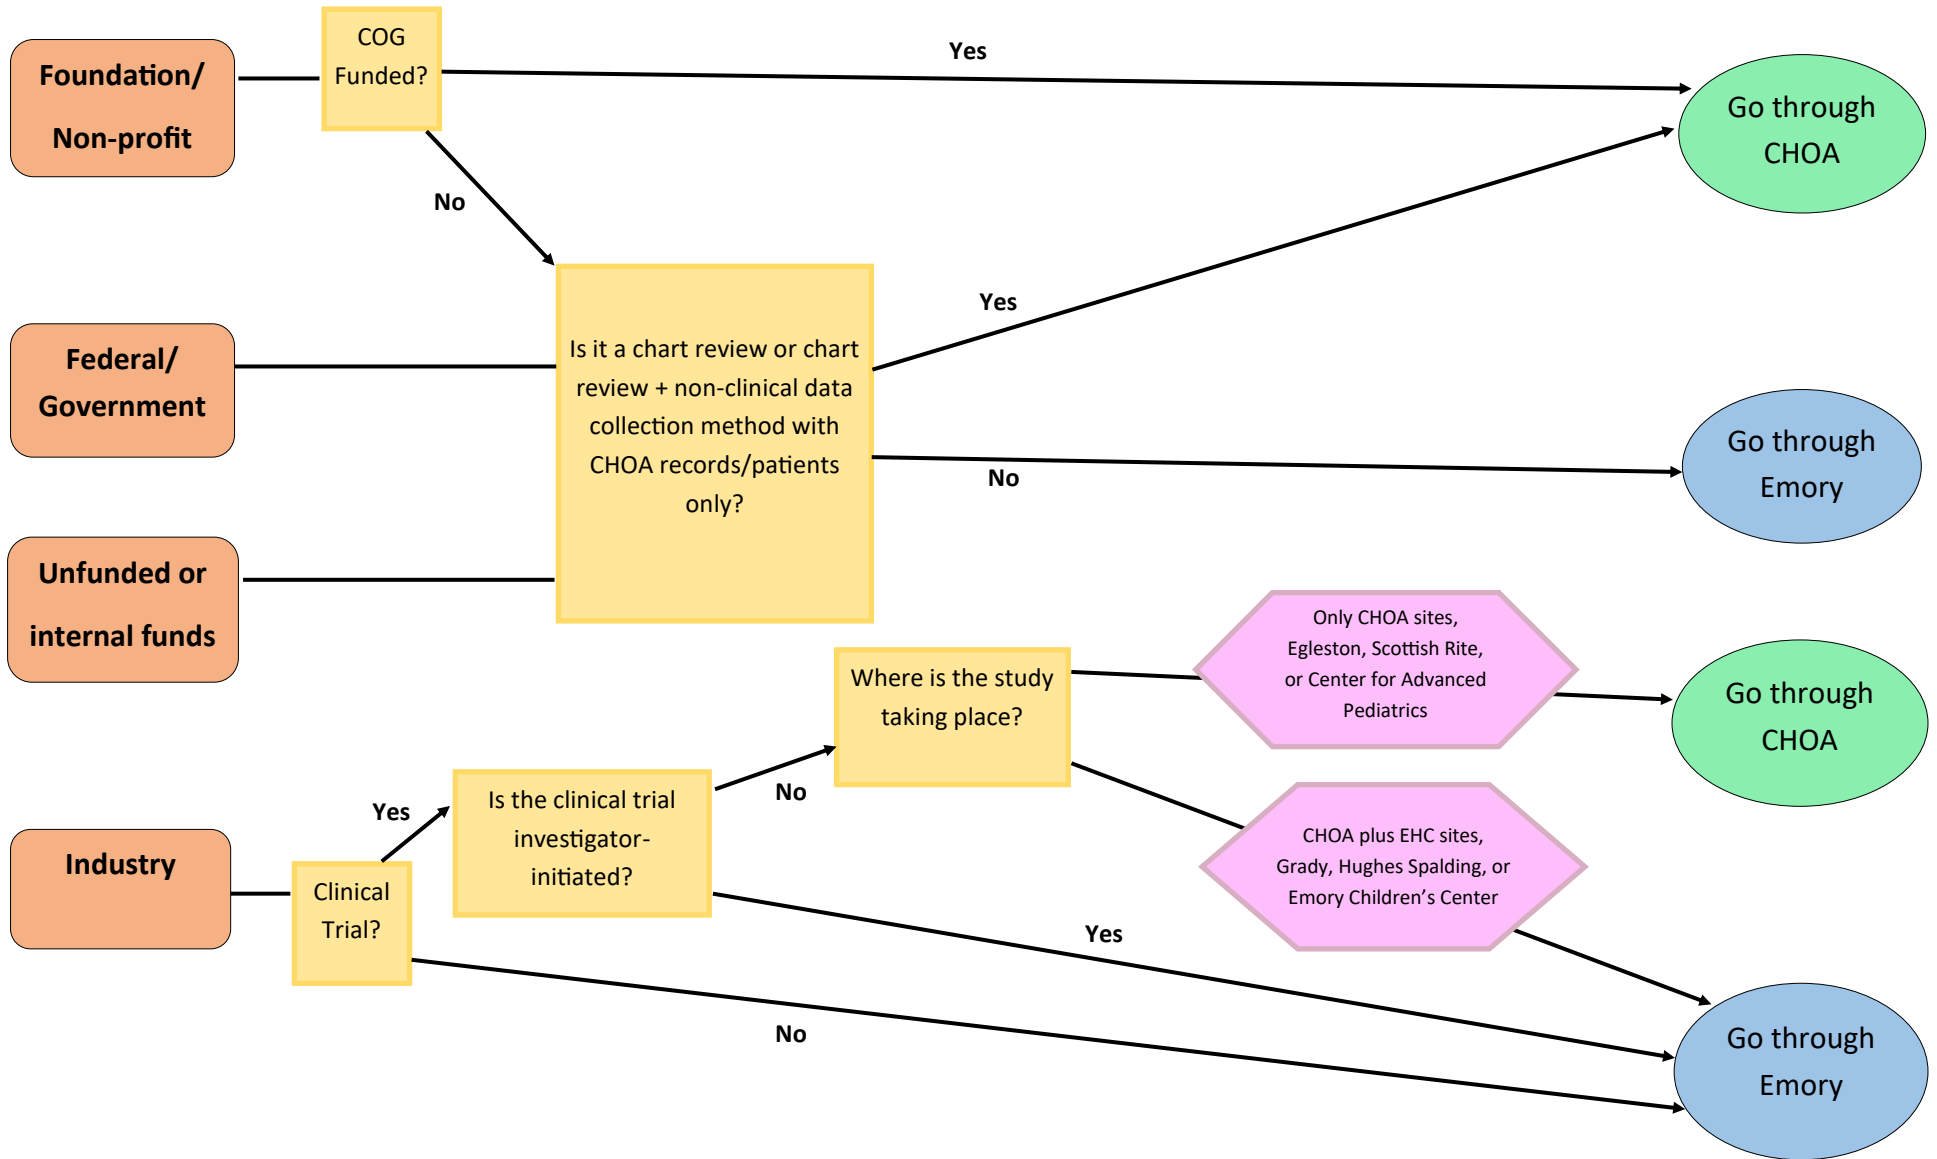 COG
Funded?
Yes
Foundation/
Non-profit
Go through
CHOA
No
Yes
Federal/
Government
Is it a chart review or chart
review + non-clinical data
collection method with
CHOA records/patients
only?
Go through
Emory
No
Unfunded or
internal funds
Only CHOA sites,
Egleston, Scottish Rite,
or Center for Advanced
Pediatrics
Where is the study
taking place?
Go through
CHOA
No
Yes
Is the clinical trial
investigator-
initiated?
CHOA plus EHC sites,
Grady, Hughes Spalding, or
Emory Children’s Center
Industry
Clinical
Trial?
Yes
No
Go through
Emory